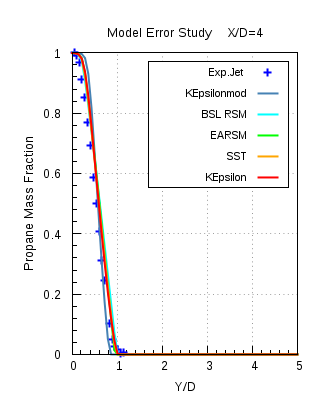 Model Error Study X/D=4
Propane Mass Fraction
1
0.8
0.6
0.4
0.2
0
Exp.Jet
KEpsilonmod
BSL RSM
EARSM
SST
KEpsilon
0 1 2 3 4 5
Y/D